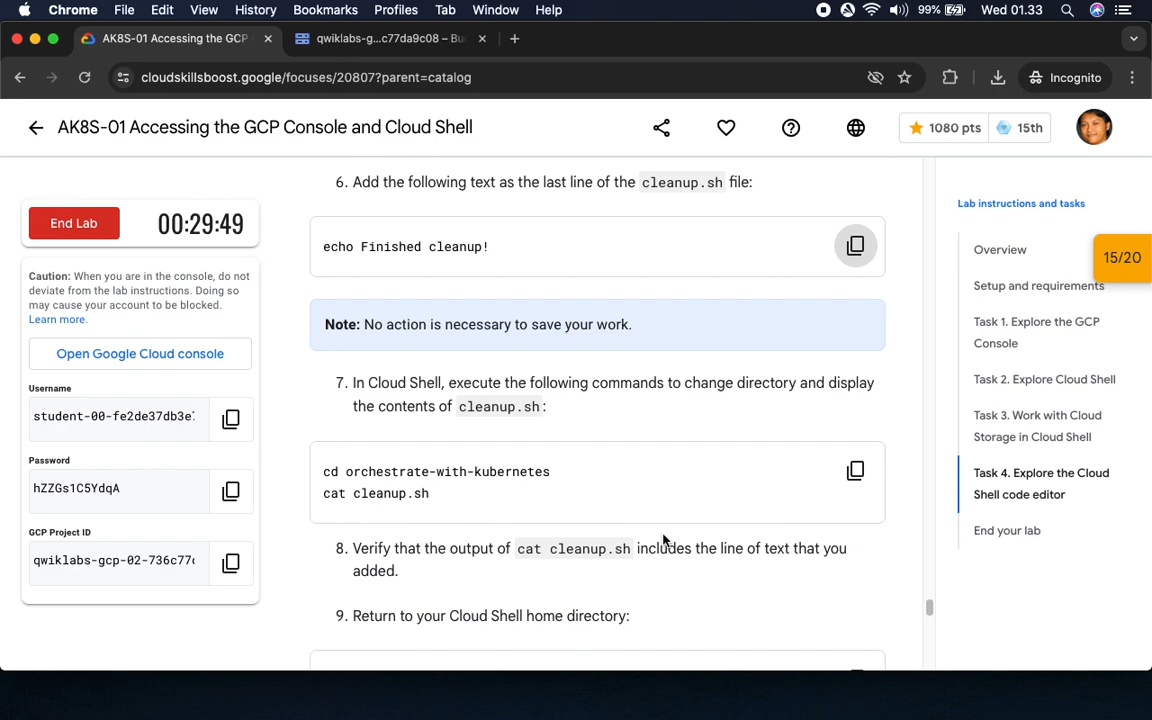 Chrome File Edit View History Bookmarks Profiles Tab Window Help 99% Wed 01.33
AK8S-01 Accessing the GCP
qwiklabs-g...c77da9c08 – Bu
cloudskillsboost.google/focuses/20807?parent=catalog
Incognito
AK8S-01 Accessing the GCP Console and Cloud Shell
1080 pts
15th
End Lab
00:29:49
Caution: When you are in the console, do not
deviate from the lab instructions. Doing so
may cause your account to be blocked.
Learn more.
Open Google Cloud console
Username
student-00-fe2de37db3e
Password
hZZGs1C5YdqA
GCP Project ID
qwiklabs-gcp-02-736c77
6. Add the following text as the last line of the cleanup.sh file:
echo Finished cleanup!
Note: No action is necessary to save your work.
7. In Cloud Shell, execute the following commands to change directory and display
the contents of cleanup.sh:
cd orchestrate-with-kubernetes
cat cleanup.sh
8. Verify that the output of cat cleanup.sh includes the line of text that you
added.
9. Return to your Cloud Shell home directory:
Lab instructions and tasks
Overview
15/20
Setup and requirements
Task 1. Explore the GCP
Console
Task 2. Explore Cloud Shell
Task 3. Work with Cloud
Storage in Cloud Shell
Task 4. Explore the Cloud
Shell code editor
End your lab